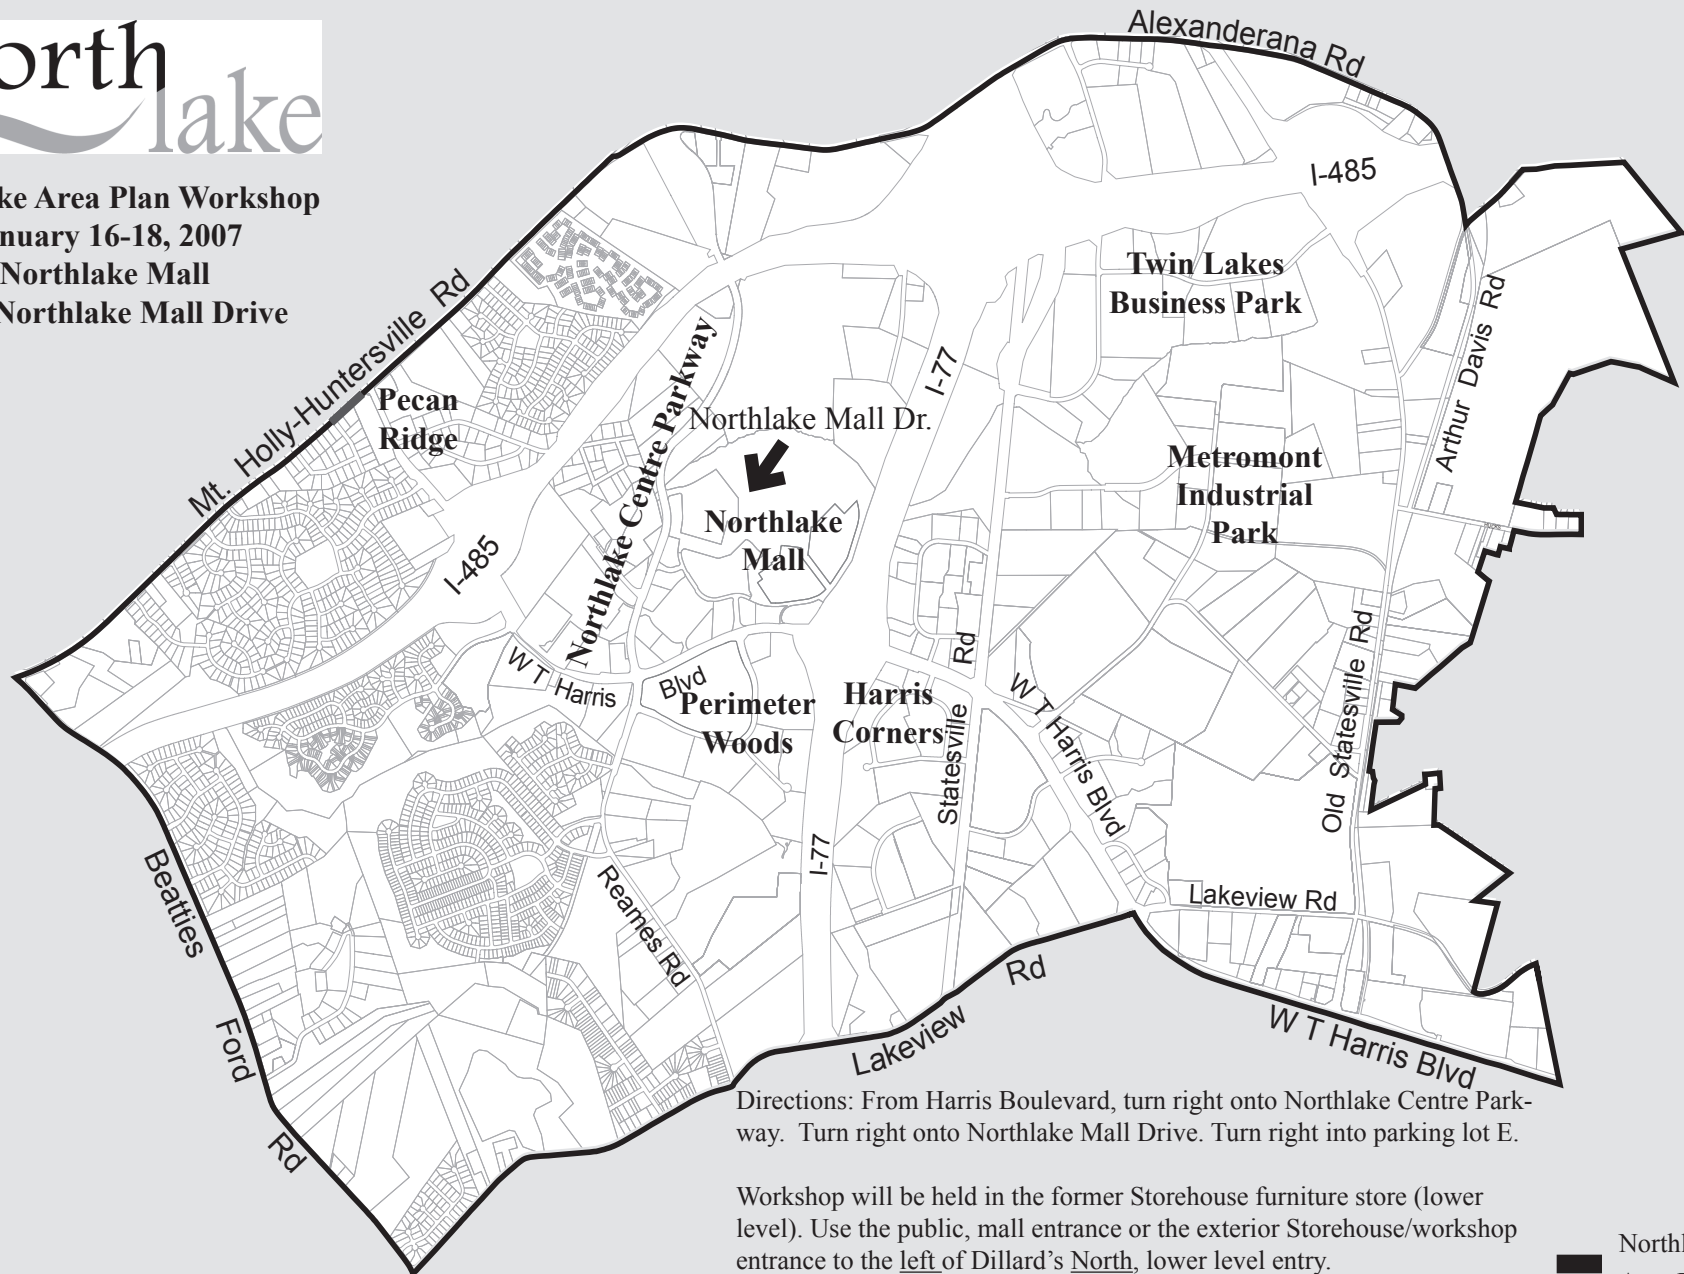 orth
lake
ke Area Plan Workshop
nuary 16-18, 2007
Northlake Mall
Northlake Mall Drive
Alexanderana Rd
I-485
Twin Lakes
Business Park
Arthur Davis Rd
Mt. Holly-Huntersville Rd
Pecan
Ridge
Northlake Centre Parkway
I-77
Northlake Mall Dr.
Northlake
Mall
Metromont
Industrial
Park
I-485
W T Harris Blvd
Perimeter
Woods
Harris
Corners
Statesville Rd
W T Harris Blvd
Old Statesville Rd
I-77
Reames Rd
Lakeview Rd
Beatties Ford Rd
Lakeview Rd
W T Harris Blvd
Directions: From Harris Boulevard, turn right onto Northlake Centre Park-
way. Turn right onto Northlake Mall Drive. Turn right into parking lot E.
Workshop will be held in the former Storehouse furniture store (lower
level). Use the public, mall entrance or the exterior Storehouse/workshop
entrance to the left of Dillard's North, lower level entry.
Northl